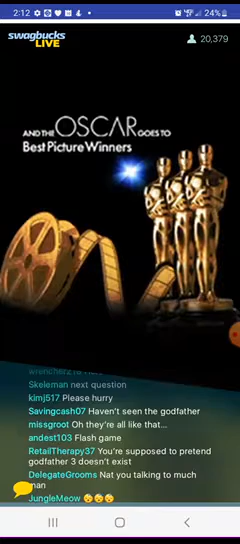 2:12
24%
swagbucks
LIVE
20,379
AND THE OSCAR GOES TO
Best Picture Winners
Skeleman next question
kimj517 Please hurry
Savingcash07 Haven't seen the godfather
missgroot Oh they're all like that...
andest103 Flash game
RetailTherapy37 You're supposed to pretend
godfather 3 doesn't exist
DelegateGrooms Nat you talking to much
man
JungleMeow 😴😴😴